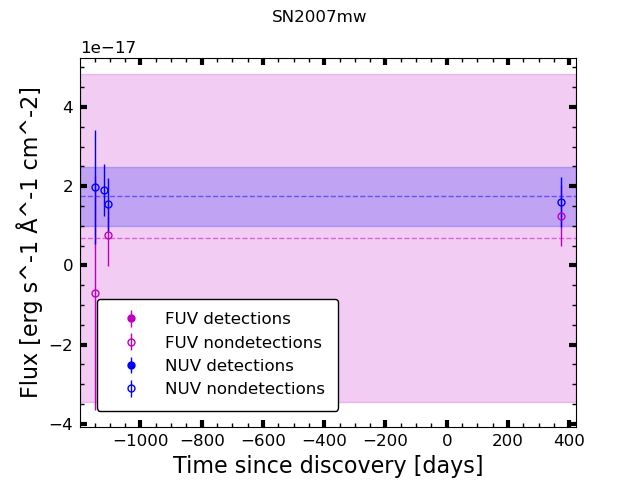 SN2007mw
1e−17
4
2
0
−2
−4
Flux [erg s^-1 Å^-1 cm^-2]
FUV detections
FUV nondetections
NUV detections
NUV nondetections
−1000 −800 −600 −400 −200 0 200 400
Time since discovery [days]